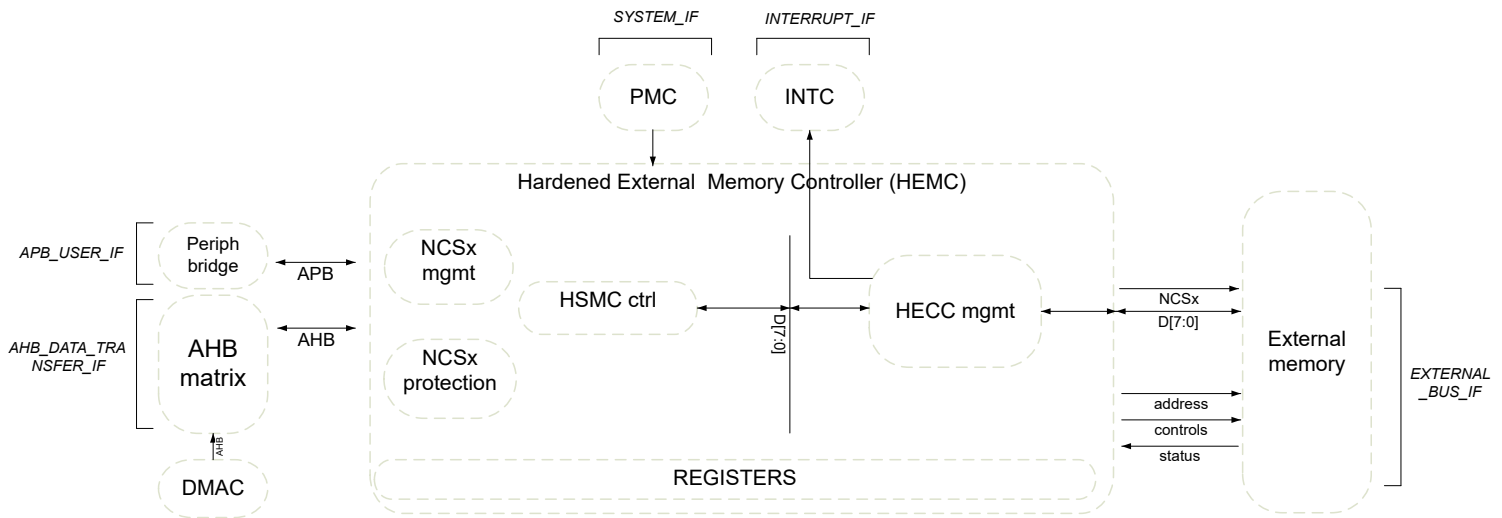 SYSTEM_IF
INTERRUPT_IF
PMC
INTC
Hardened External Memory Controller (HEMC)
APB_USER_IF
Periph
bridge
APB
AHB_DATA_TRA
NSFER_IF
AHB
matrix
AHB
AHB
DMAC
NCSx
mgmt
HSMC ctrl
NCSx
protection
D[7:0]
HECC mgmt
REGISTERS
NCSx
D[7:0]
address
controls
status
External
memory
EXTERNAL
_BUS_IF